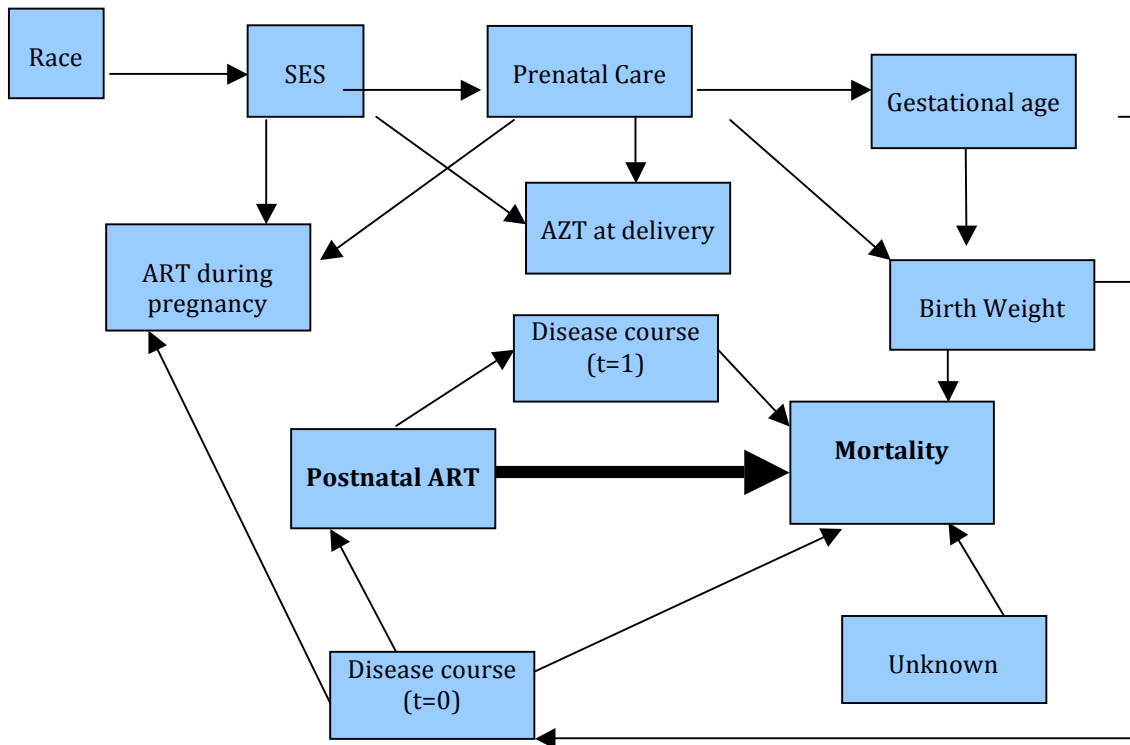 Race
SES
Prenatal Care
Gestational age
AZT at delivery
ART during
pregnancy
Birth Weight
Disease course
(t=1)
Mortality
Postnatal ART
Unknown
Disease course
(t=0)